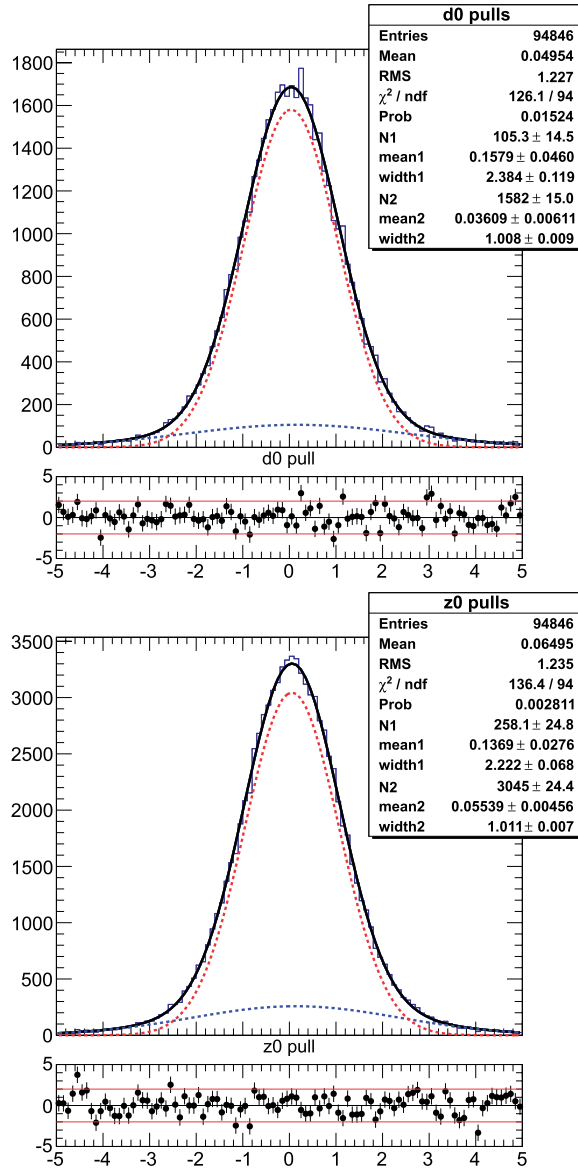 d0 pulls
Entries 94846
Mean 0.04954
RMS 1.227
χ² / ndf 126.1 / 94
Prob 0.01524
N1 105.3 ± 14.5
mean1 0.1579 ± 0.0460
width1 2.384 ± 0.119
N2 1582 ± 15.0
mean2 0.03609 ± 0.00611
width2 1.008 ± 0.009
1800
1600
1400
1200
1000
800
600
400
200
0
d0 pull
5
0
-5
-5 -4 -3 -2 -1 0 1 2 3 4 5
z0 pulls
Entries 94846
Mean 0.06495
RMS 1.235
χ² / ndf 136.4 / 94
Prob 0.002811
N1 258.1 ± 24.8
mean1 0.1369 ± 0.0276
width1 2.222 ± 0.068
N2 3045 ± 24.4
mean2 0.05539 ± 0.00456
width2 1.011 ± 0.007
3500
3000
2500
2000
1500
1000
500
0
z0 pull
5
0
-5
-5 -4 -3 -2 -1 0 1 2 3 4 5